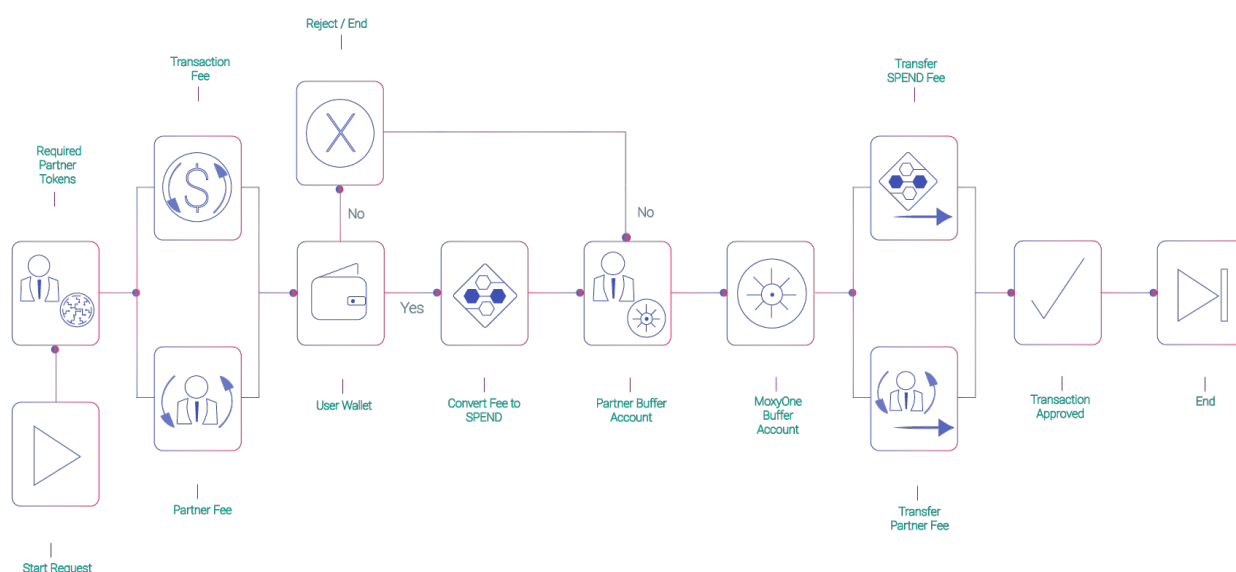 Reject / End
Transaction
Fee
Transfer
SPEND Fee
Required
Partner
Tokens
$
X
No
No
Yes
User Wallet
Convert Fee to
SPEND
Partner Buffer
Account
MoxyOne
Buffer
Account
Transaction
Approved
End
Partner Fee
Transfer
Partner Fee
Start Request